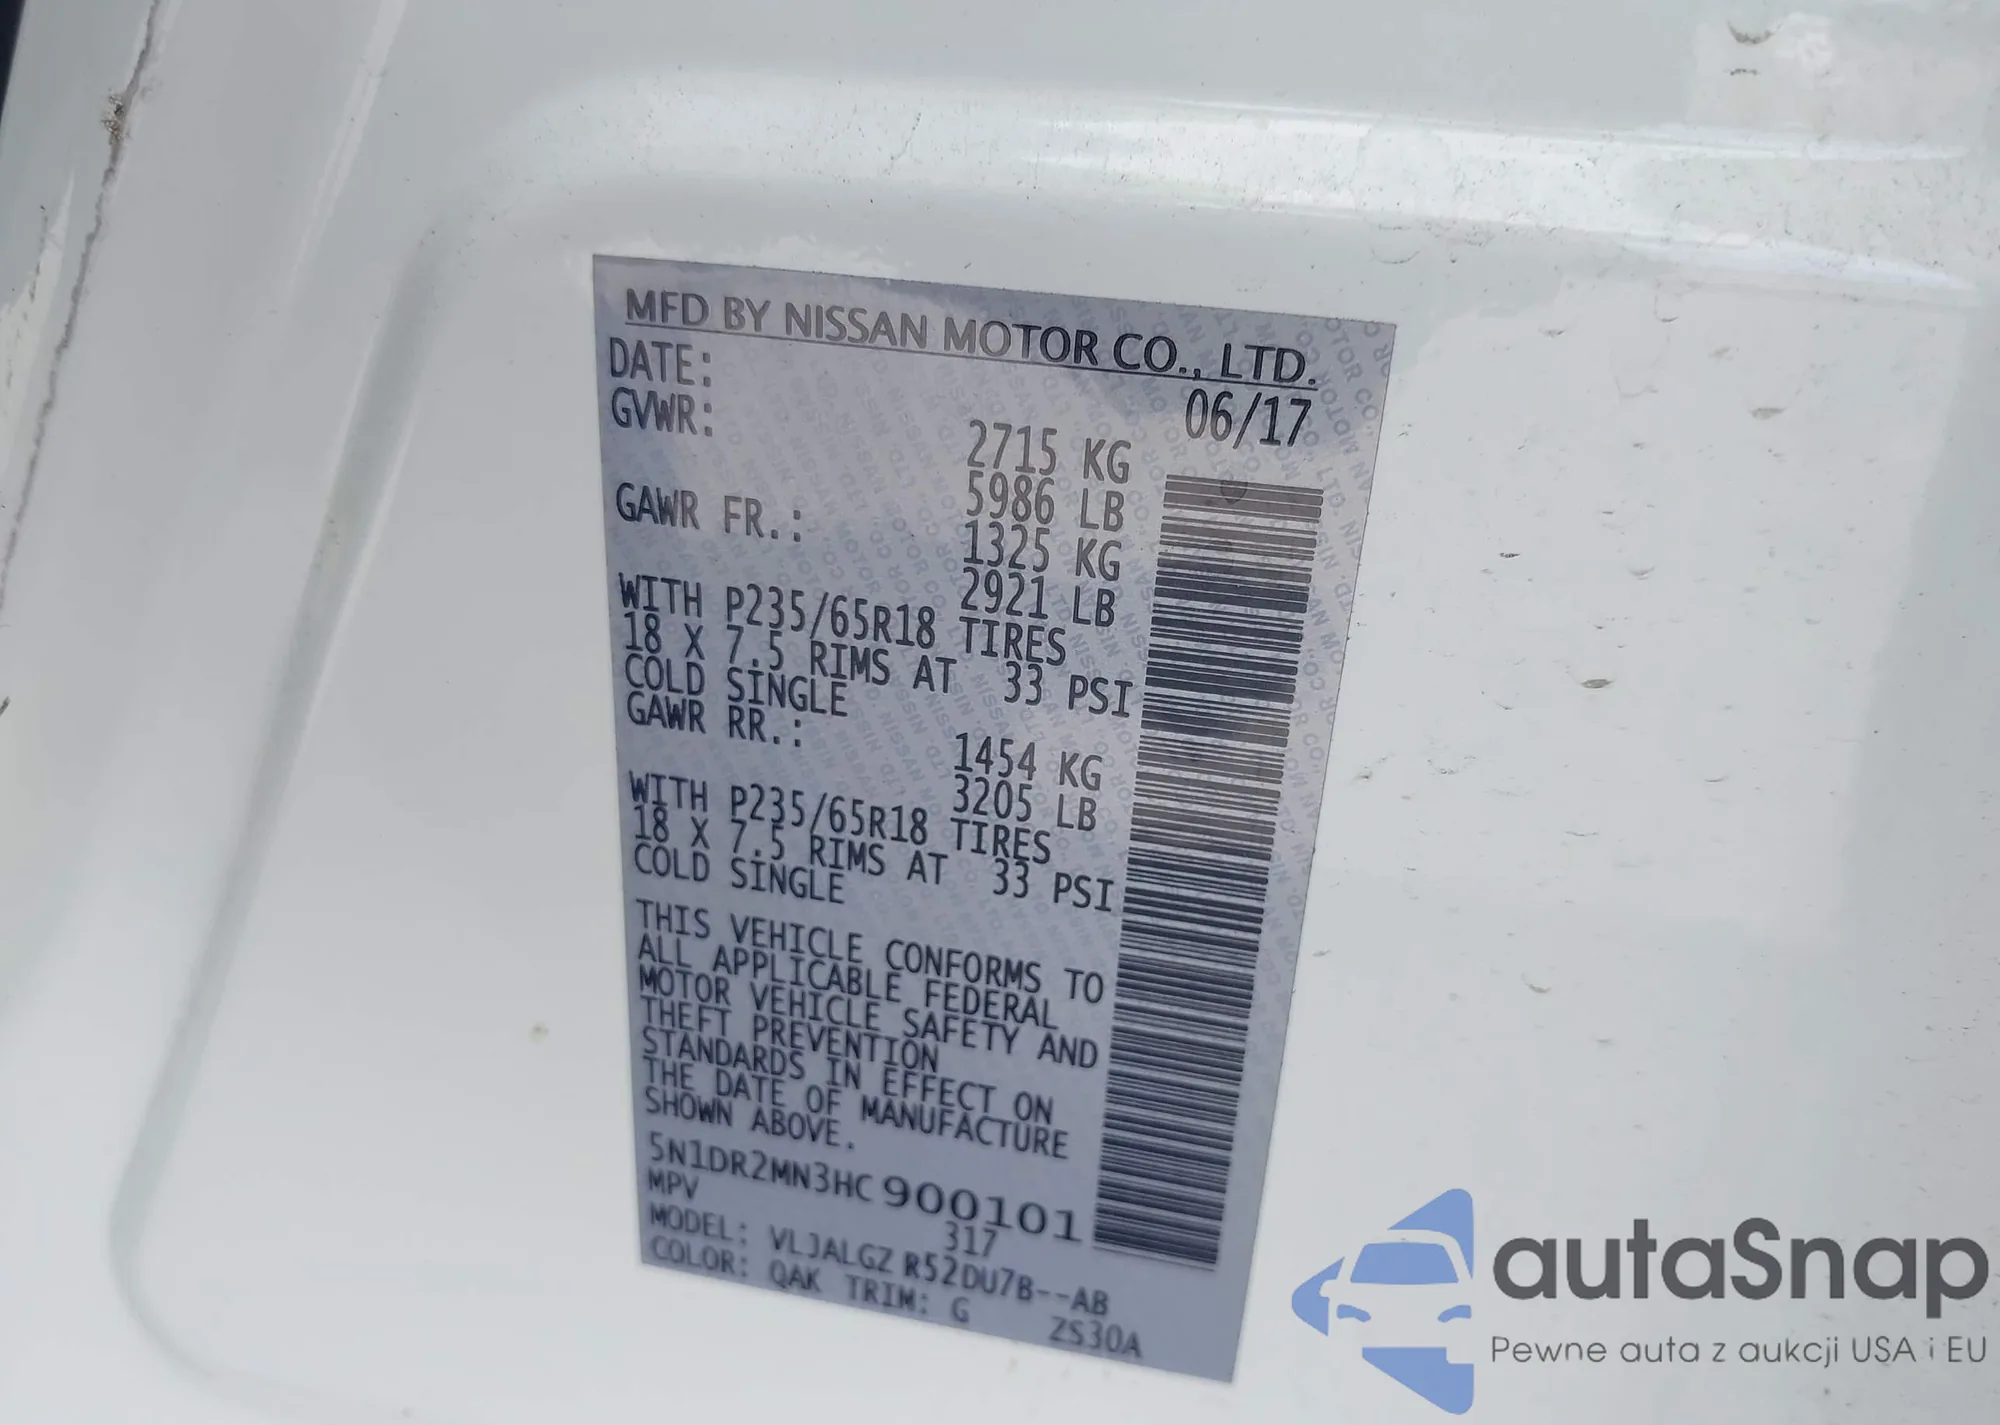 MFD BY NISSAN MOTOR CO., LTD.
DATE: 06/17
GVWR: 2715 KG
5986 LB
GAWR FR.: 1325 KG
2921 LB
WITH P235/65R18 TIRES
18 X 7.5 RIMS AT 33 PSI
COLD SINGLE
GAWR RR.: 1454 KG
3205 LB
WITH P235/65R18 TIRES
18 X 7.5 RIMS AT 33 PSI
COLD SINGLE
THIS VEHICLE CONFORMS TO
ALL APPLICABLE FEDERAL
MOTOR VEHICLE SAFETY AND
THEFT PREVENTION
STANDARDS IN EFFECT ON
THE DATE OF MANUFACTURE
SHOWN ABOVE.
5N1DR2MN3HC900101
MPV 317
MODEL: VLJALGZ R52DU7B--AB
COLOR: QAK TRIM: G ZS30A
autaSnap
Pewne auta z aukcji USA i EU